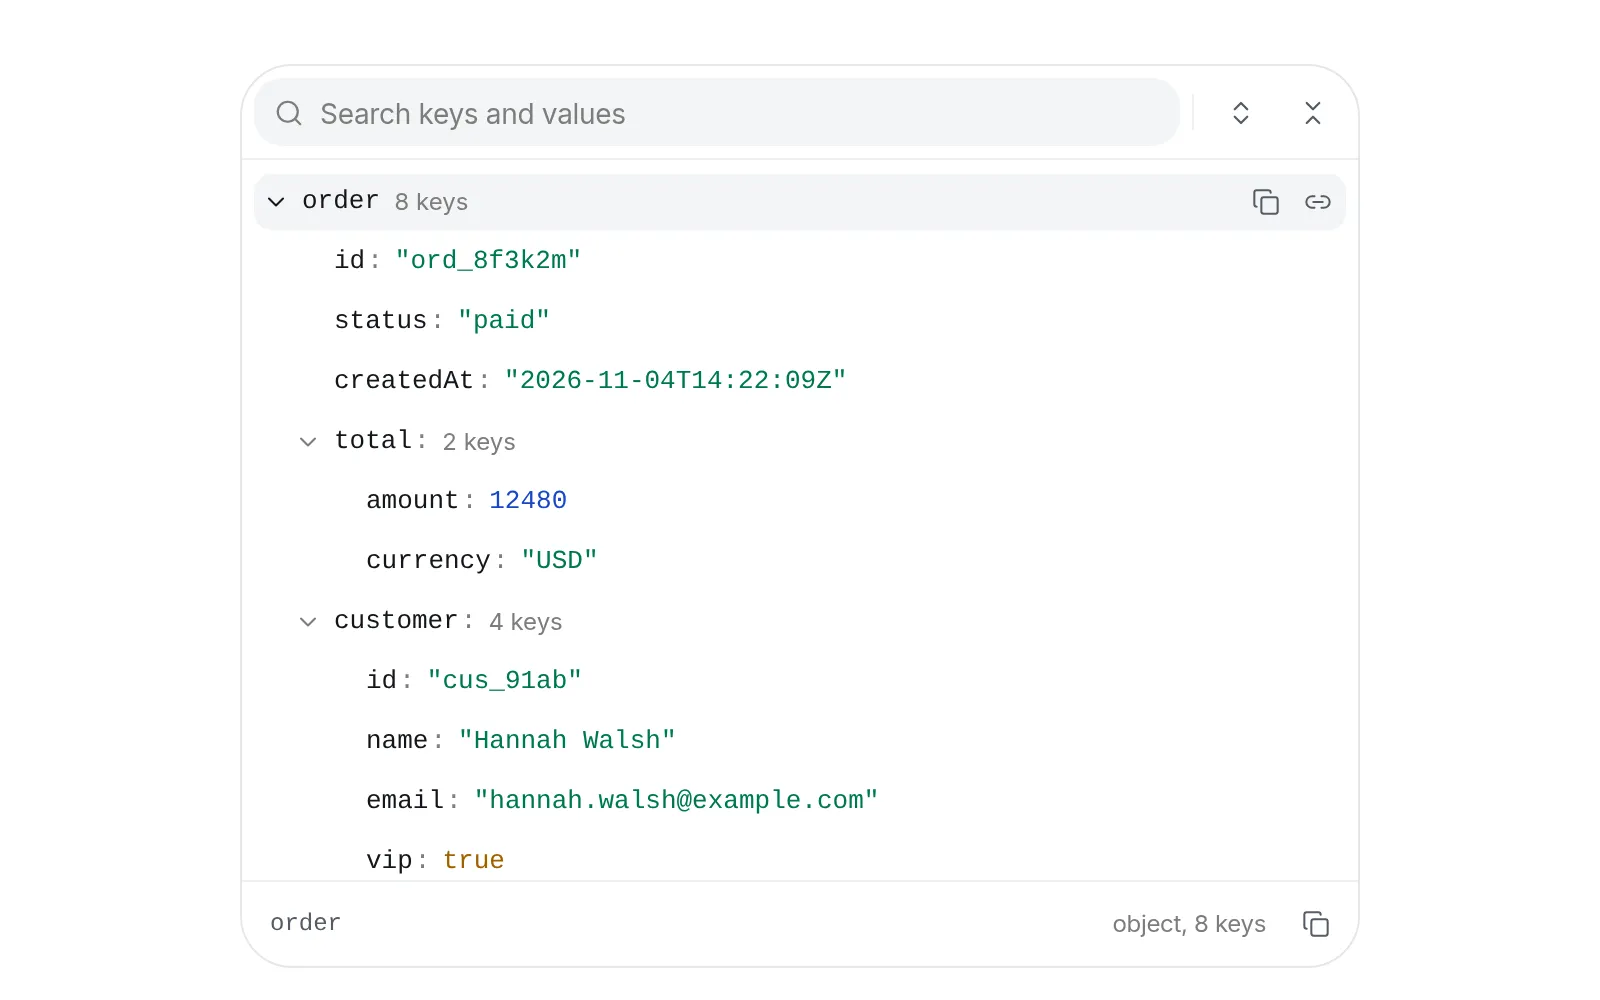 Search keys and values
order 8 keys
id: "ord_8f3k2m"
status: "paid"
createdAt: "2026-11-04T14:22:09Z"
total: 2 keys
amount: 12480
currency: "USD"
customer: 4 keys
id: "cus_91ab"
name: "Hannah Walsh"
email: "hannah.walsh@example.com"
vip: true
order object, 8 keys